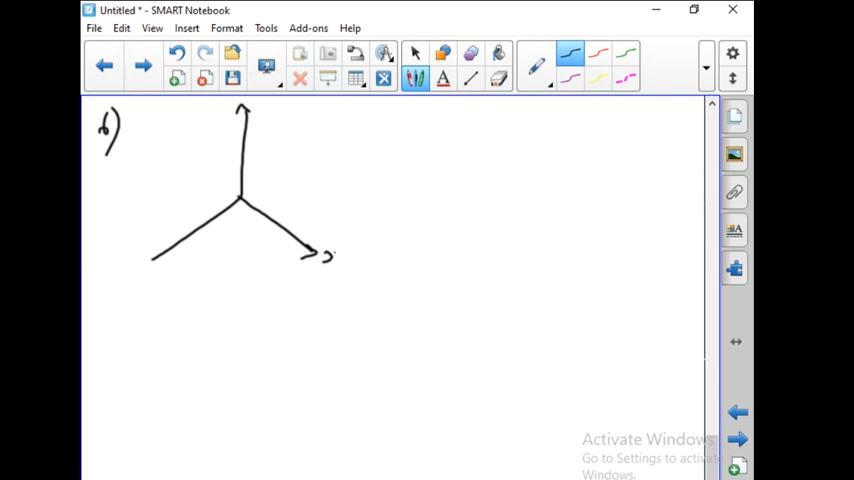 Untitled * - SMART Notebook
File Edit View Insert Format Tools Add-ons Help
b)
Activate Windows
Go to Settings to activate
Windows.